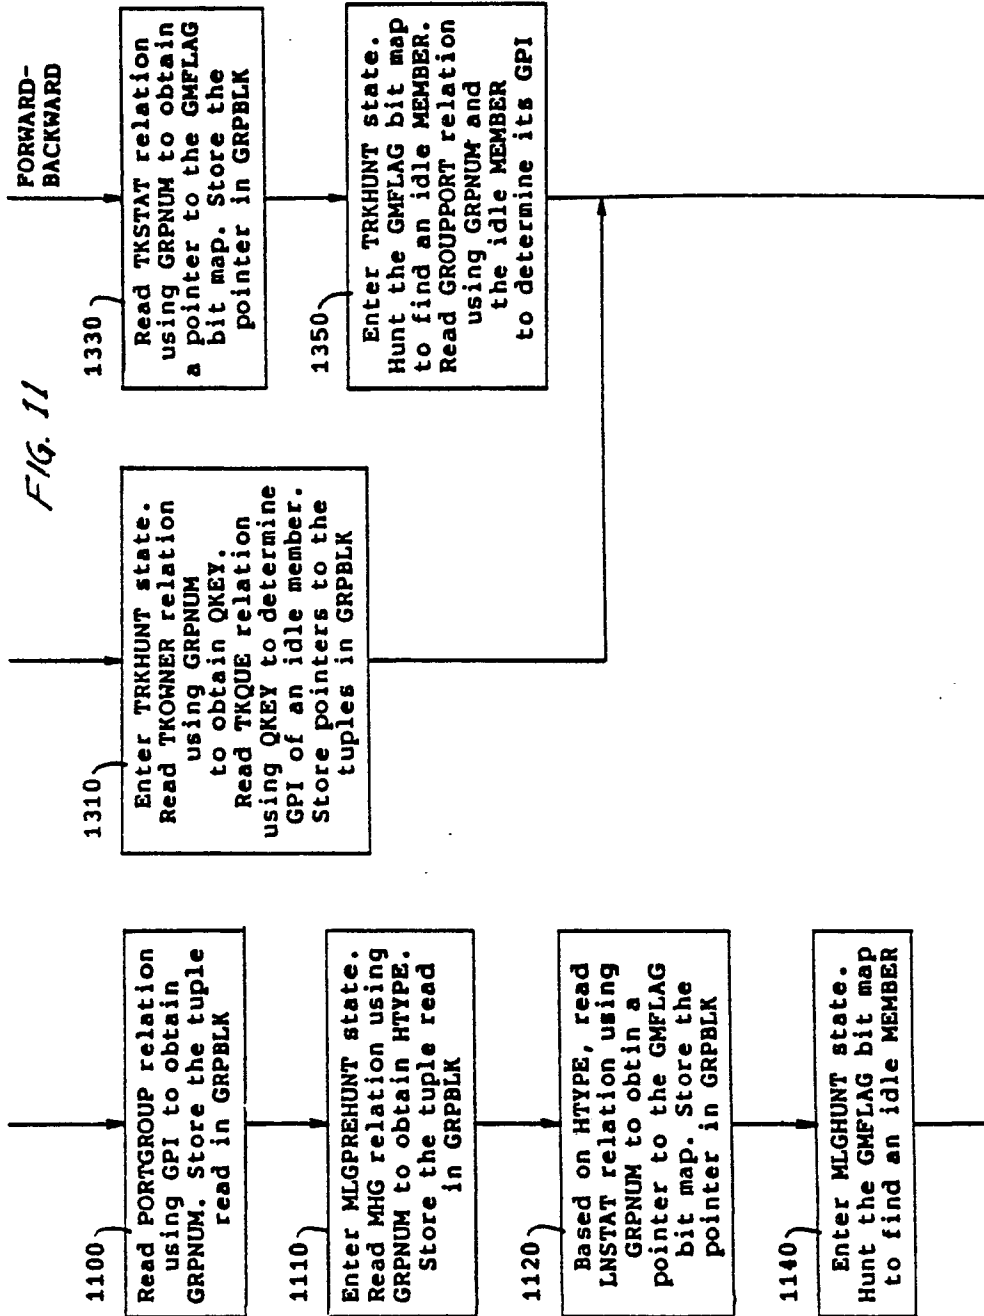 FIG. 11
1100
Read PORTGROUP relation
using GPI to obtain
GRPNUM. Store the tuple
read in GRPBLK
1110
Enter MLGPREHUNT state.
Read MHG relation using
GRPNUM to obtain HTYPE.
Store the tuple read
in GRPBLK
1120
Based on HTYPE, read
LNSTAT relation using
GRPNUM to obtin a
pointer to the GMFLAG
bit map. Store the
pointer in GRPBLK
1140
Enter MLGHUNT state.
Hunt the GMFLAG bit map
to find an idle MEMBER
1310
Enter TRKHUNT state.
Read TKOWNER relation
using GRPNUM
to obtain QKEY.
Read TKQUE relation
using QKEY to determine
GPI of an idle member.
Store pointers to the
tuples in GRPBLK
FORWARD-
BACKWARD
1330
Read TKSTAT relation
using GRPNUM to obtain
a pointer to the GMFLAG
bit map. Store the
pointer in GRPBLK
1350
Enter TRKHUNT state.
Hunt the GMFLAG bit map
to find an idle MEMBER.
Read GROUPPORT relation
using GRPNUM and
the idle MEMBER
to determine its GPI